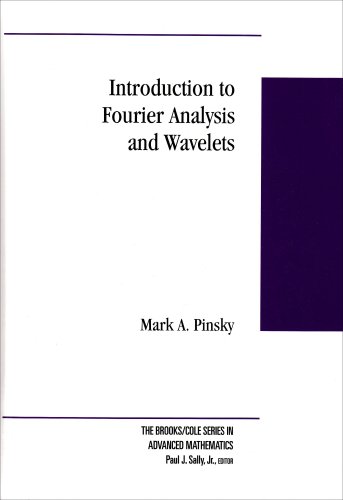 Introduction to
Fourier Analysis
and Wavelets
Mark A. Pinsky
THE BROOKS/COLE SERIES IN
ADVANCED MATHEMATICS
Paul J. Sally, Jr., EDITOR